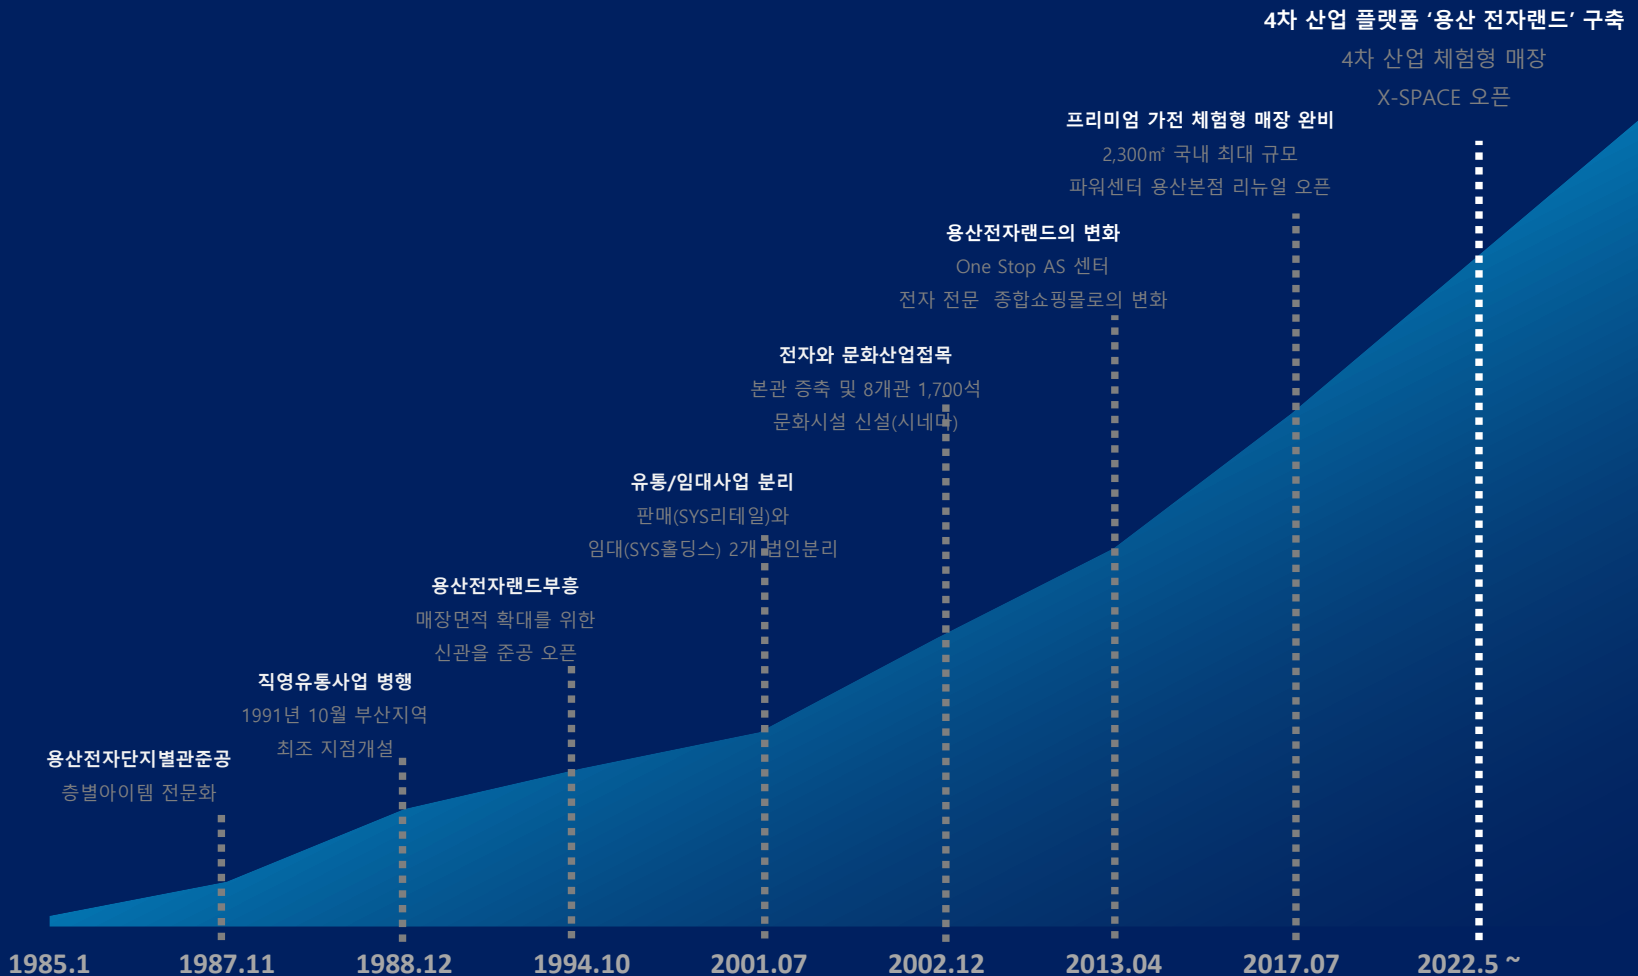 4차 산업 플랫폼 ‘용산 전자랜드’ 구축
4차 산업 체험형 매장
X-SPACE 오픈
프리미엄 가전 체험형 매장 완비
2,300㎡ 국내 최대 규모
파워센터 용산본점 리뉴얼 오픈
용산전자랜드의 변화
One Stop AS 센터
전자 전문 종합쇼핑몰로의 변화
전자와 문화산업접목
본관 증축 및 8개관 1,700석
문화시설 신설(시네마)
유통/임대사업 분리
판매(SYS리테일)와
임대(SYS홀딩스) 2개 법인분리
용산전자랜드부흥
매장면적 확대를 위한
신관을 준공 오픈
직영유통사업 병행
1991년 10월 부산지역
최조 지점개설
용산전자단지별관준공
층별아이템 전문화
1985.1 1987.11 1988.12 1994.10 2001.07 2002.12 2013.04 2017.07 2022.5 ~